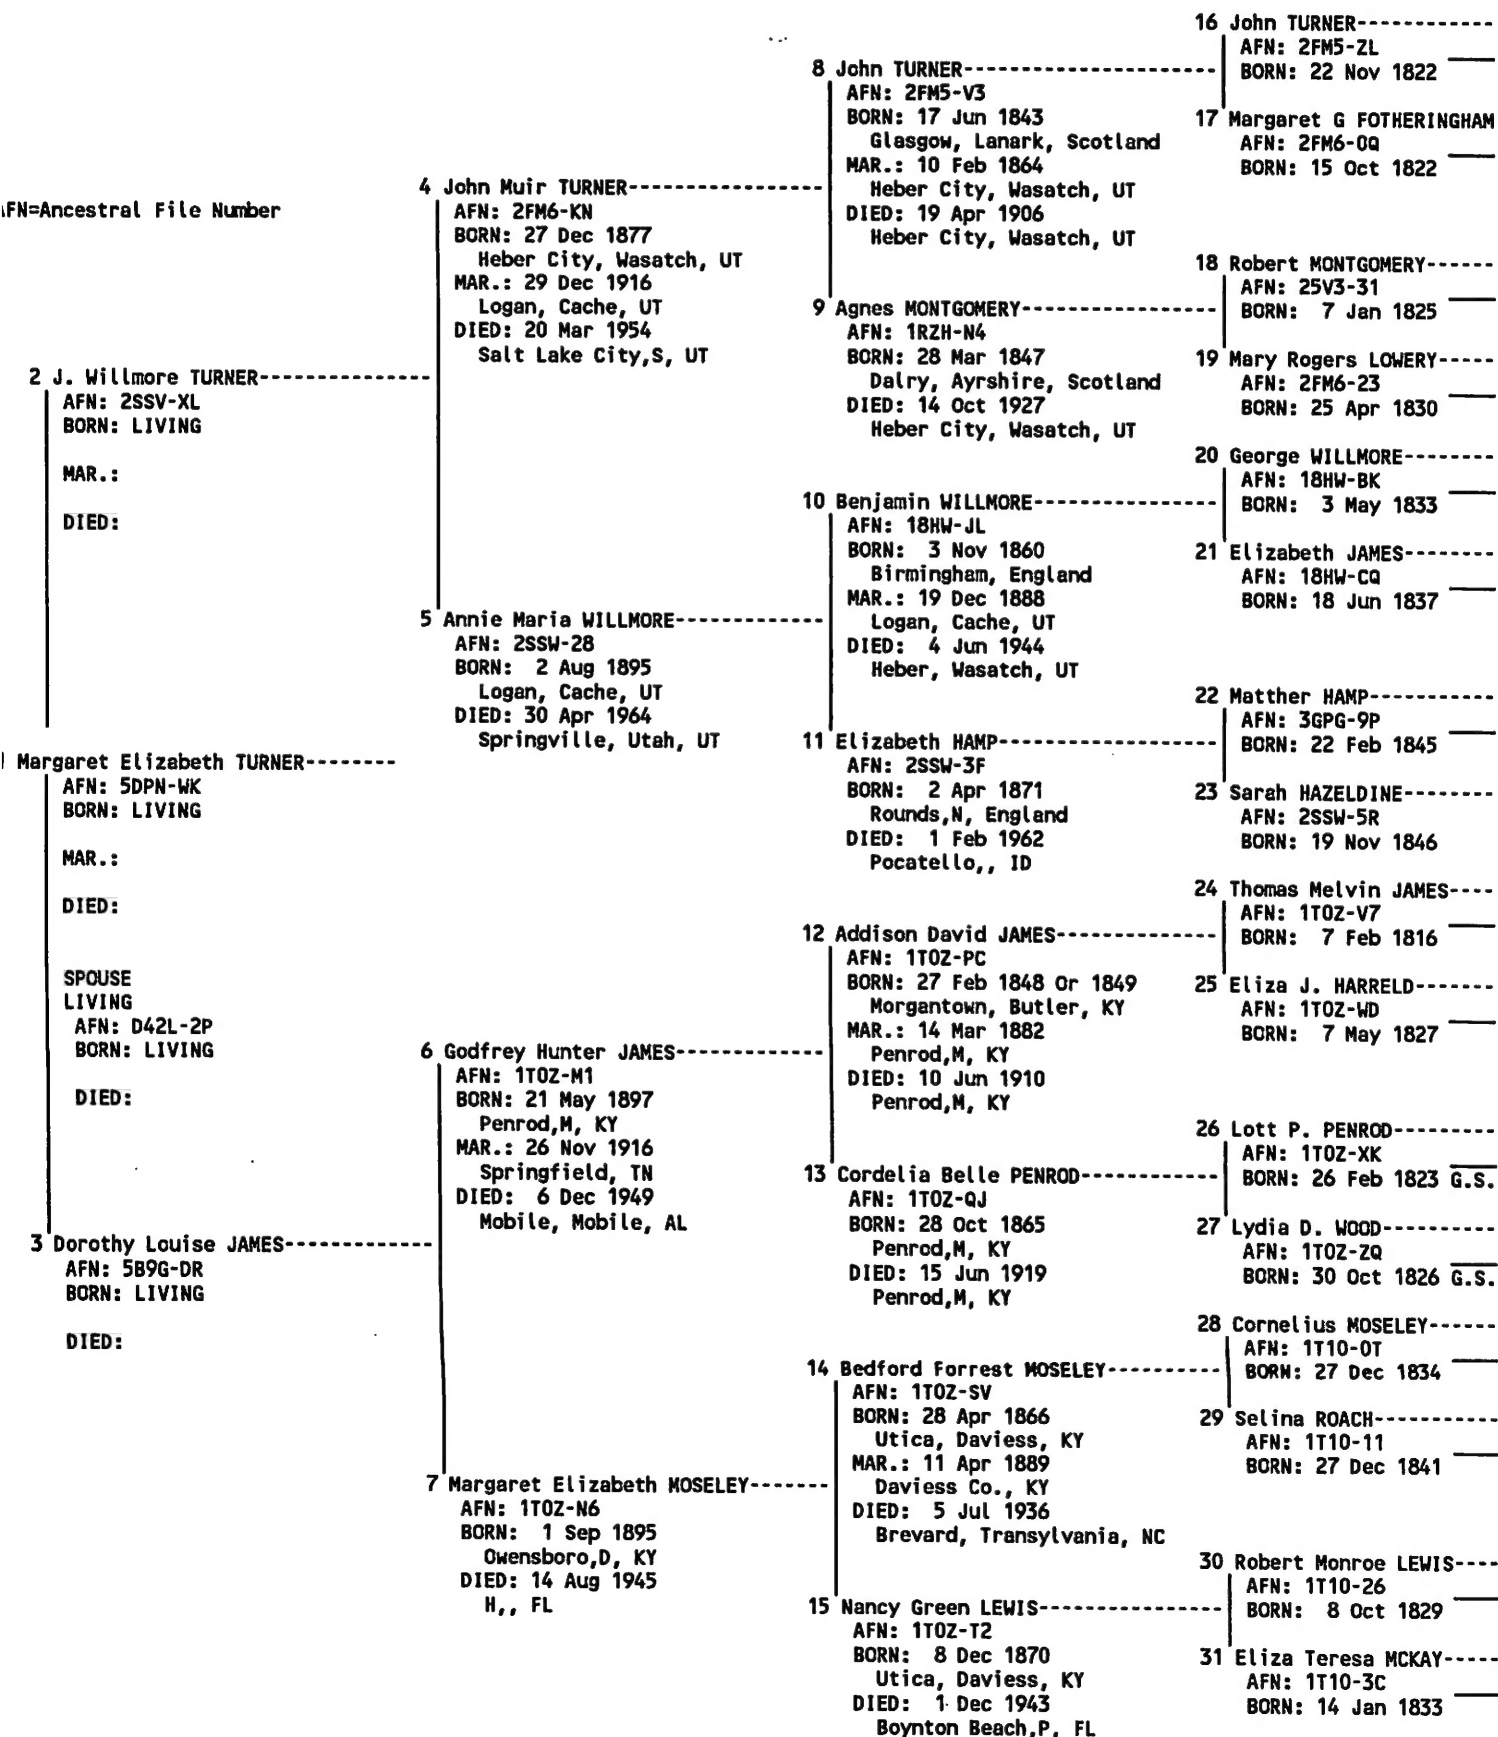 16 John TURNER------------
AFN: 2FM5-ZL
BORN: 22 Nov 1822
8 John TURNER---------------------
AFN: 2FM5-V3
BORN: 17 Jun 1843
Glasgow, Lanark, Scotland
MAR.: 10 Feb 1864
Heber City, Wasatch, UT
DIED: 19 Apr 1906
Heber City, Wasatch, UT
17 Margaret G FOTHERINGHAM
AFN: 2FM6-0Q
BORN: 15 Oct 1822
4 John Muir TURNER----------------
AFN: 2FM6-KN
BORN: 27 Dec 1877
Heber City, Wasatch, UT
MAR.: 29 Dec 1916
Logan, Cache, UT
DIED: 20 Mar 1954
Salt Lake City,S, UT
FN=Ancestral File Number
18 Robert MONTGOMERY------
AFN: 25V3-31
BORN: 7 Jan 1825
9 Agnes MONTGOMERY----------------
AFN: 1RZH-N4
BORN: 28 Mar 1847
Dalry, Ayrshire, Scotland
DIED: 14 Oct 1927
Heber City, Wasatch, UT
19 Mary Rogers LOWERY-----
AFN: 2FM6-23
BORN: 25 Apr 1830
2 J. Willmore TURNER--------------
AFN: 2SSV-XL
BORN: LIVING
MAR.:
DIED:
20 George WILLMORE--------
AFN: 18HW-BK
BORN: 3 May 1833
10 Benjamin WILLMORE---------------
AFN: 18HW-JL
BORN: 3 Nov 1860
Birmingham, England
MAR.: 19 Dec 1888
Logan, Cache, UT
DIED: 4 Jun 1944
Heber, Wasatch, UT
21 Elizabeth JAMES--------
AFN: 18HW-CQ
BORN: 18 Jun 1837
5 Annie Maria WILLMORE------------
AFN: 2SSW-28
BORN: 2 Aug 1895
Logan, Cache, UT
DIED: 30 Apr 1964
Springville, Utah, UT
22 Matther HAMP-----------
AFN: 3GPG-9P
BORN: 22 Feb 1845
11 Elizabeth HAMP------------------
AFN: 2SSW-3F
BORN: 2 Apr 1871
Rounds,N, England
DIED: 1 Feb 1962
Pocatello,, ID
23 Sarah HAZELDINE--------
AFN: 2SSW-5R
BORN: 19 Nov 1846
Margaret Elizabeth TURNER--------
AFN: 5DPN-WK
BORN: LIVING
MAR.:
DIED:
SPOUSE
LIVING
AFN: D42L-2P
BORN: LIVING
DIED:
24 Thomas Melvin JAMES----
AFN: 1TOZ-V7
BORN: 7 Feb 1816
12 Addison David JAMES-------------
AFN: 1TOZ-PC
BORN: 27 Feb 1848 Or 1849
Morgantown, Butler, KY
MAR.: 14 Mar 1882
Penrod,M, KY
DIED: 10 Jun 1910
Penrod,M, KY
25 Eliza J. HARRELD-------
AFN: 1TOZ-WD
BORN: 7 May 1827
6 Godfrey Hunter JAMES------------
AFN: 1TOZ-M1
BORN: 21 May 1897
Penrod,M, KY
MAR.: 26 Nov 1916
Springfield, TN
DIED: 6 Dec 1949
Mobile, Mobile, AL
26 Lott P. PENROD---------
AFN: 1TOZ-XK
BORN: 26 Feb 1823 G.S.
13 Cordelia Belle PENROD-----------
AFN: 1TOZ-QJ
BORN: 28 Oct 1865
Penrod,M, KY
DIED: 15 Jun 1919
Penrod,M, KY
27 Lydia D. WOOD----------
AFN: 1TOZ-ZQ
BORN: 30 Oct 1826 G.S.
3 Dorothy Louise JAMES------------
AFN: 5B9G-DR
BORN: LIVING
DIED:
28 Cornelius MOSELEY------
AFN: 1T10-0T
BORN: 27 Dec 1834
14 Bedford Forrest MOSELEY---------
AFN: 1TOZ-SV
BORN: 28 Apr 1866
Utica, Daviess, KY
MAR.: 11 Apr 1889
Daviess Co., KY
DIED: 5 Jul 1936
Brevard, Transylvania, NC
29 Selina ROACH-----------
AFN: 1T10-11
BORN: 27 Dec 1841
7 Margaret Elizabeth MOSELEY-------
AFN: 1TOZ-N6
BORN: 1 Sep 1895
Owensboro,D, KY
DIED: 14 Aug 1945
H,, FL
30 Robert Monroe LEWIS----
AFN: 1T10-26
BORN: 8 Oct 1829
15 Nancy Green LEWIS---------------
AFN: 1TOZ-T2
BORN: 8 Dec 1870
Utica, Daviess, KY
DIED: 1 Dec 1943
Boynton Beach,P, FL
31 Eliza Teresa MCKAY-----
AFN: 1T10-3C
BORN: 14 Jan 1833